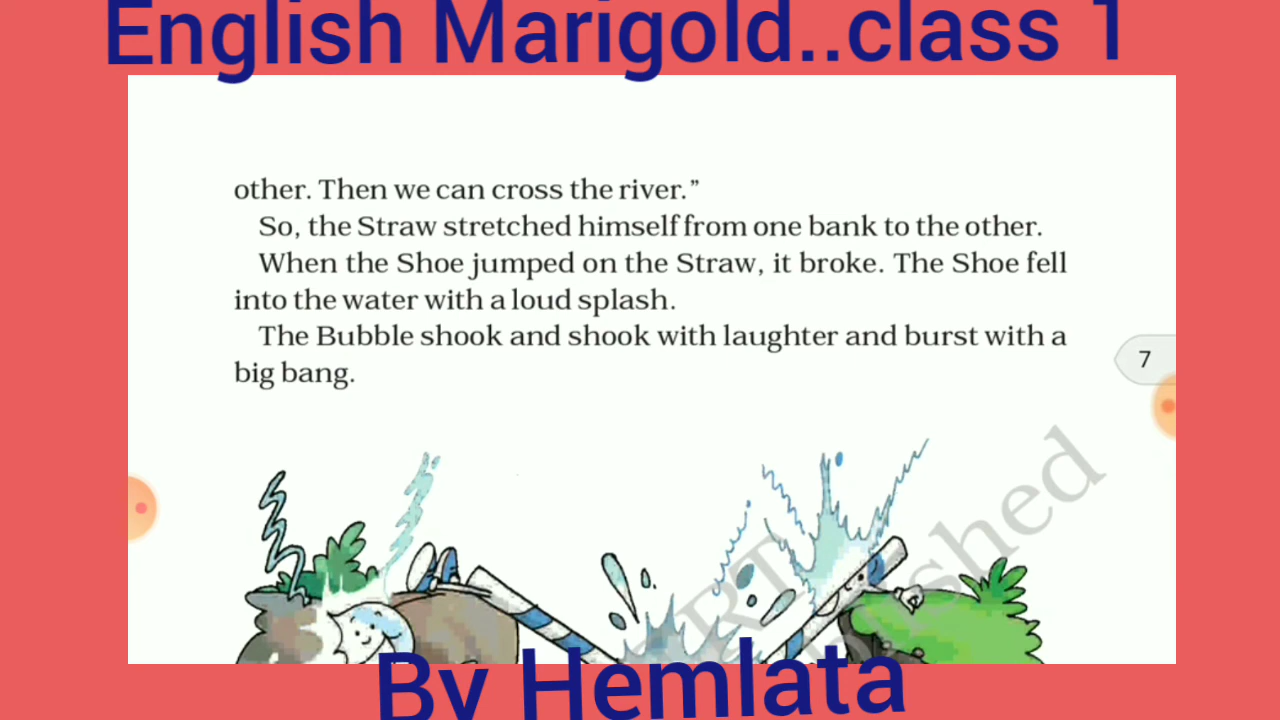 English Marigold..class 1
other. Then we can cross the river.”
So, the Straw stretched himself from one bank to the other.
When the Shoe jumped on the Straw, it broke. The Shoe fell
into the water with a loud splash.
The Bubble shook and shook with laughter and burst with a
big bang.
7
By Hemlata